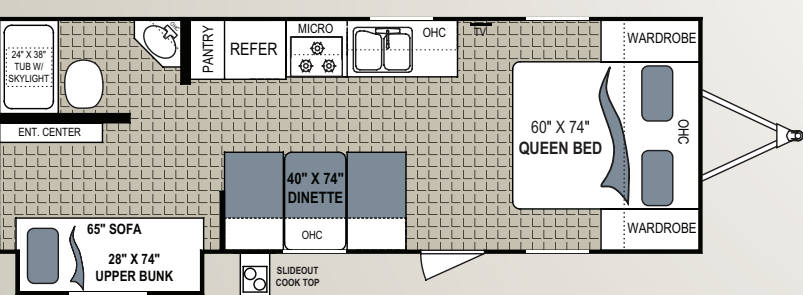 24" X 38"
TUB W/
SKYLIGHT
OHC
PANTRY
REFER
MICRO
OHC
TV
WARDROBE
ENT. CENTER
60" X 74"
QUEEN BED
OHC
40" X 74"
DINETTE
OHC
WARDROBE
65" SOFA
28" X 74"
UPPER BUNK
SLIDEOUT
COOK TOP